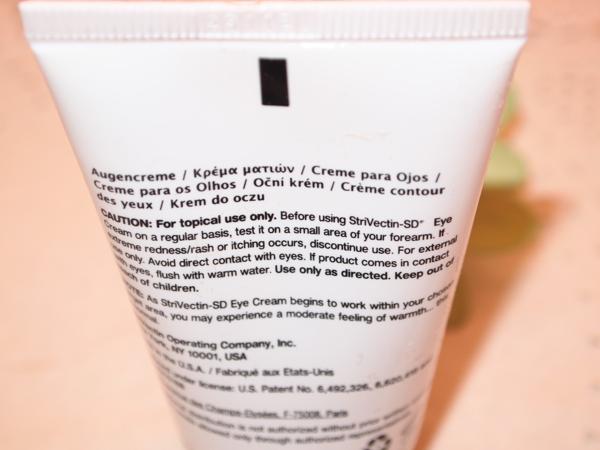 Augencreme / Κρέμα ματιών / Creme para Ojos /
Creme para os Olhos / Oční krém / Crème contour
des yeux / Krem do oczu
CAUTION: For topical use only. Before using StriVectin-SD® Eye
Cream on a regular basis, test it on a small area of your forearm. If
extreme redness/rash or itching occurs, discontinue use. For external
use only. Avoid direct contact with eyes. If product comes in contact
eyes, flush with warm water. Use only as directed. Keep out of
of children.
As StriVectin-SD Eye Cream begins to work within your
area, you may experience a moderate feeling of warmth...
Operating Company, Inc.
NY 10001, USA
in the U.S.A. / Fabriqué aux Etats-Unis
under license: U.S. Patent No. 6,492,326,
des Champs-Elysées, F-75008, Paris
is not authorized without prior
only through authorized